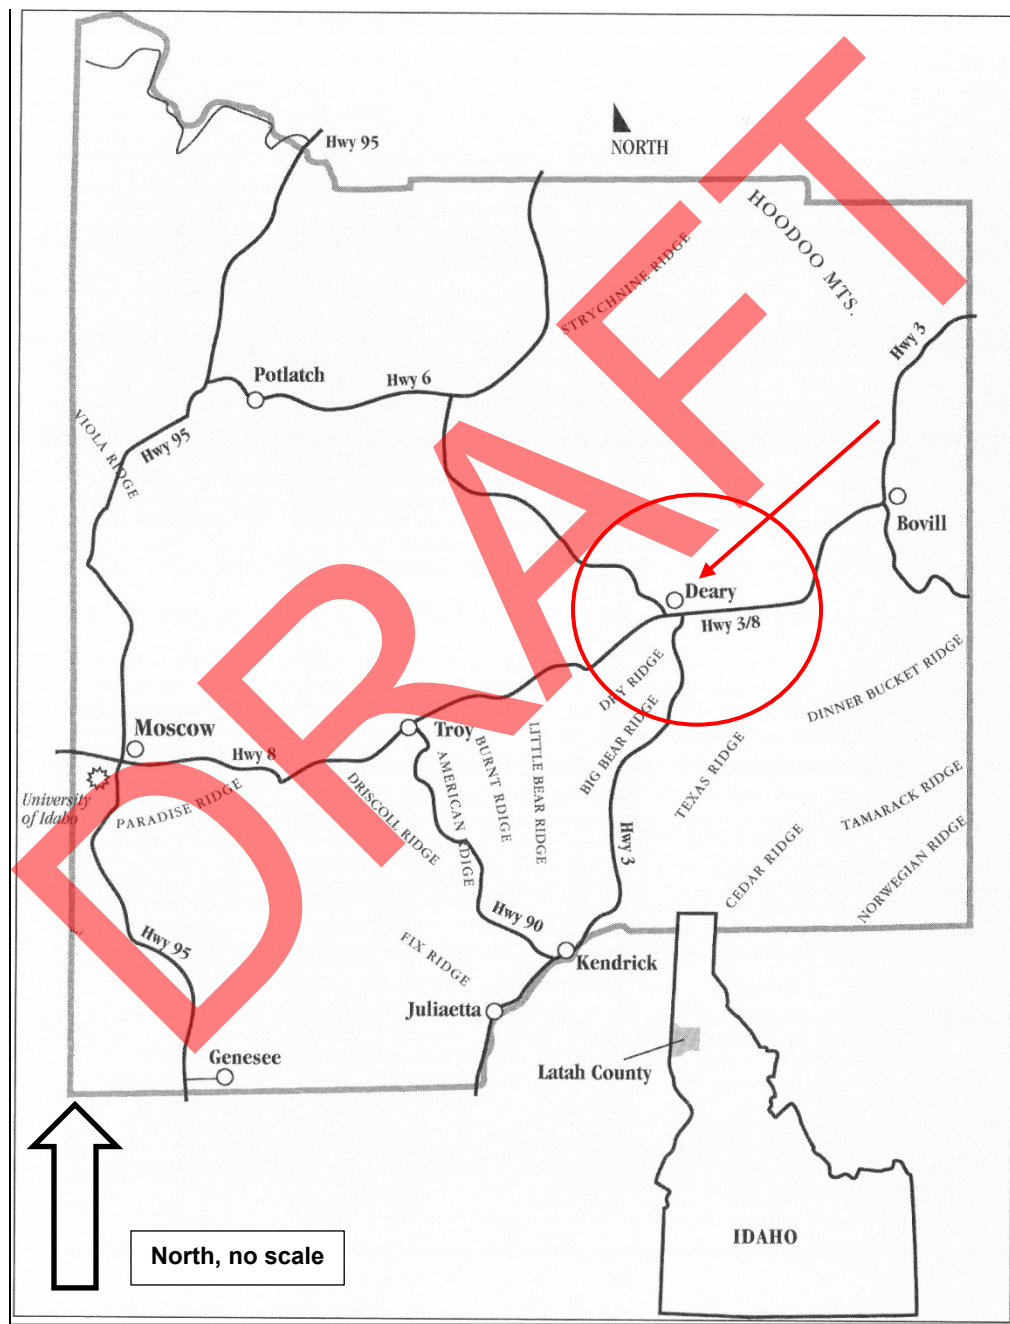 Hwy 95
NORTH
HOODOO MTS.
STRYCHNINE RIDGE
Hwy 3
Potlatch
Hwy 6
VIOLA RIDGE
Hwy 95
Bovill
Deary
Hwy 3/8
DRY RIDGE
BIG BEAR RIDGE
DINNER BUCKET RIDGE
Moscow
Hwy 8
Troy
LITTLE BEAR RIDGE
BURNT RDIGE
AMERICAN RDIGE
DRISCOLL RIDGE
TEXAS RIDGE
University
of Idaho
PARADISE RIDGE
Hwy 3
TAMARACK RIDGE
CEDAR RIDGE
NORWEGIAN RIDGE
Hwy 90
Hwy 95
FIX RIDGE
Kendrick
Juliaetta
Genesee
Latah County
IDAHO
North, no scale
DRAFT